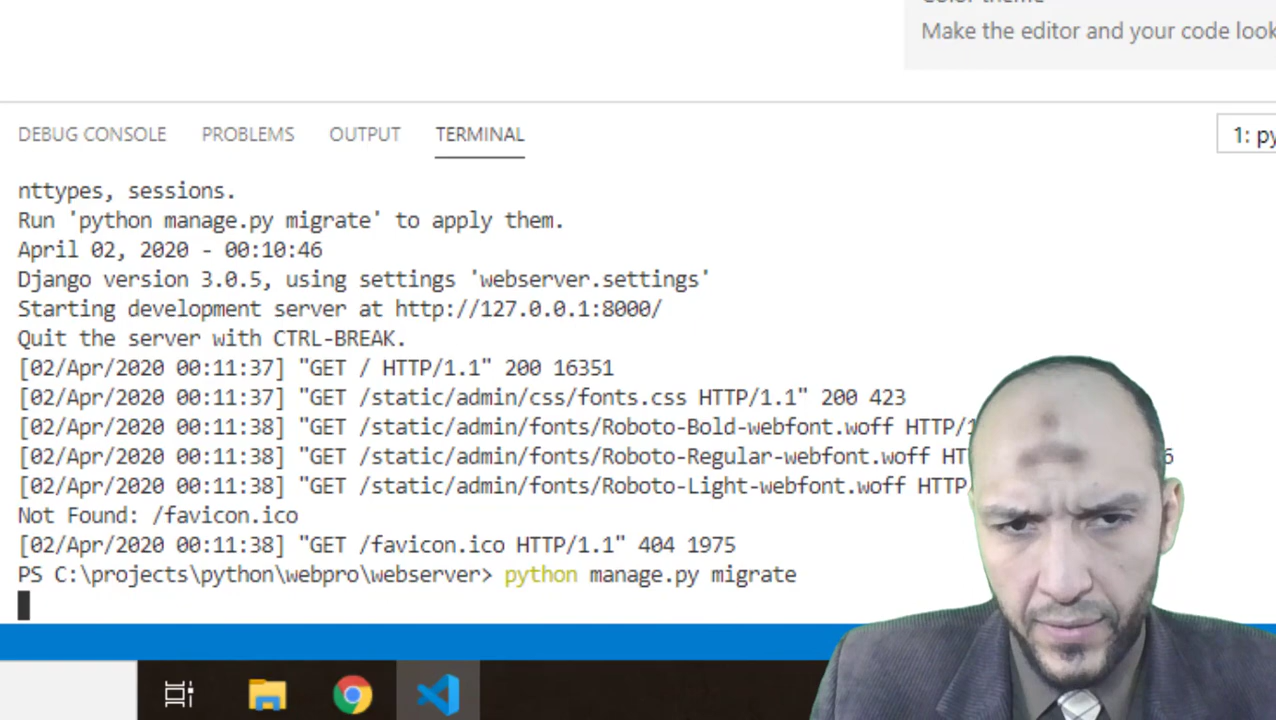 Make the editor and your code look
DEBUG CONSOLE PROBLEMS OUTPUT TERMINAL
1: py
nttypes, sessions.
Run 'python manage.py migrate' to apply them.
April 02, 2020 - 00:10:46
Django version 3.0.5, using settings 'webserver.settings'
Starting development server at http://127.0.0.1:8000/
Quit the server with CTRL-BREAK.
[02/Apr/2020 00:11:37] "GET / HTTP/1.1" 200 16351
[02/Apr/2020 00:11:37] "GET /static/admin/css/fonts.css HTTP/1.1" 200 423
[02/Apr/2020 00:11:38] "GET /static/admin/fonts/Roboto-Bold-webfont.woff HTTP/1
[02/Apr/2020 00:11:38] "GET /static/admin/fonts/Roboto-Regular-webfont.woff HT 6
[02/Apr/2020 00:11:38] "GET /static/admin/fonts/Roboto-Light-webfont.woff HTTP
Not Found: /favicon.ico
[02/Apr/2020 00:11:38] "GET /favicon.ico HTTP/1.1" 404 1975
PS C:\projects\python\webpro\webserver> python manage.py migrate